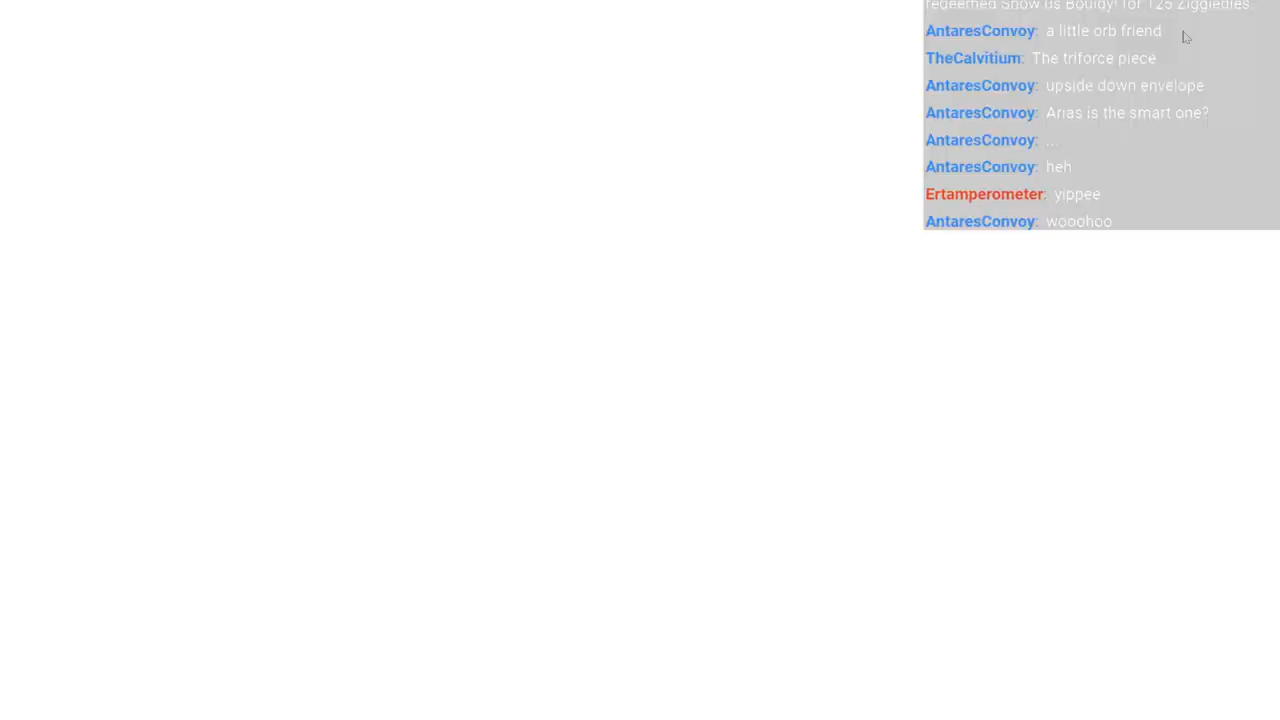 redeemed Show us Bouldy! for 125 Ziggiedies.
AntaresConvoy: a little orb friend
TheCalvitium: The triforce piece
AntaresConvoy: upside down envelope
AntaresConvoy: Arias is the smart one?
AntaresConvoy: ...
AntaresConvoy: heh
Ertamperometer: yippee
AntaresConvoy: wooohoo